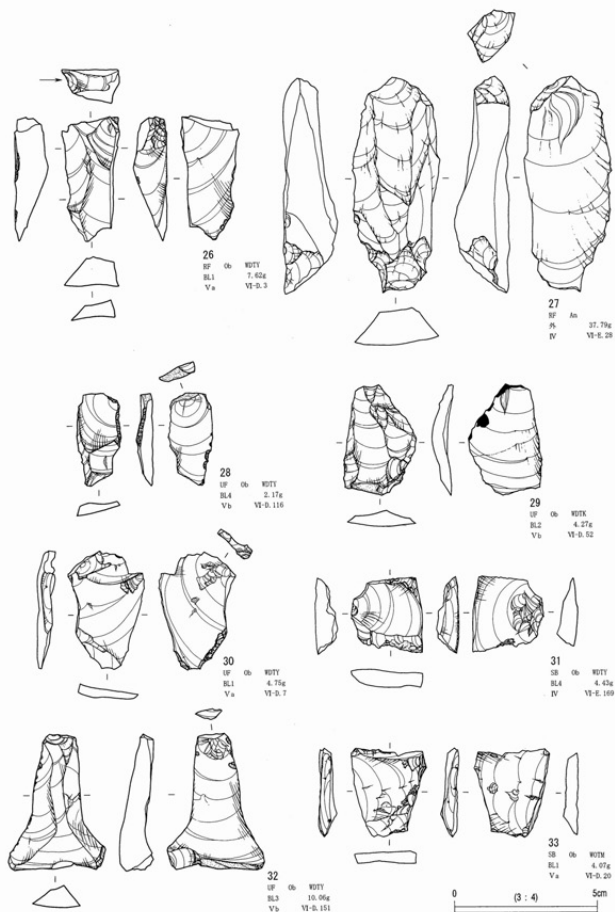 26
RF Ob WDTY
BL1 7.62g
Va VI-D.3
27
RF An
外 37.79g
IV VI-E.28
28
UF Ob WDTY
BL4 2.17g
Vb VI-D.116
29
UF Ob WDTK
BL2 4.27g
Vb VI-D.52
30
UF Ob WDTY
BL1 4.75g
Va VI-D.7
31
SB Ob WDTY
BL4 4.43g
IV VI-E.169
32
UF Ob WDTY
BL3 10.06g
Vb VI-D.151
33
SB Ob WOTM
BL1 4.07g
Va VI-D.20
0 (3 : 4) 5cm